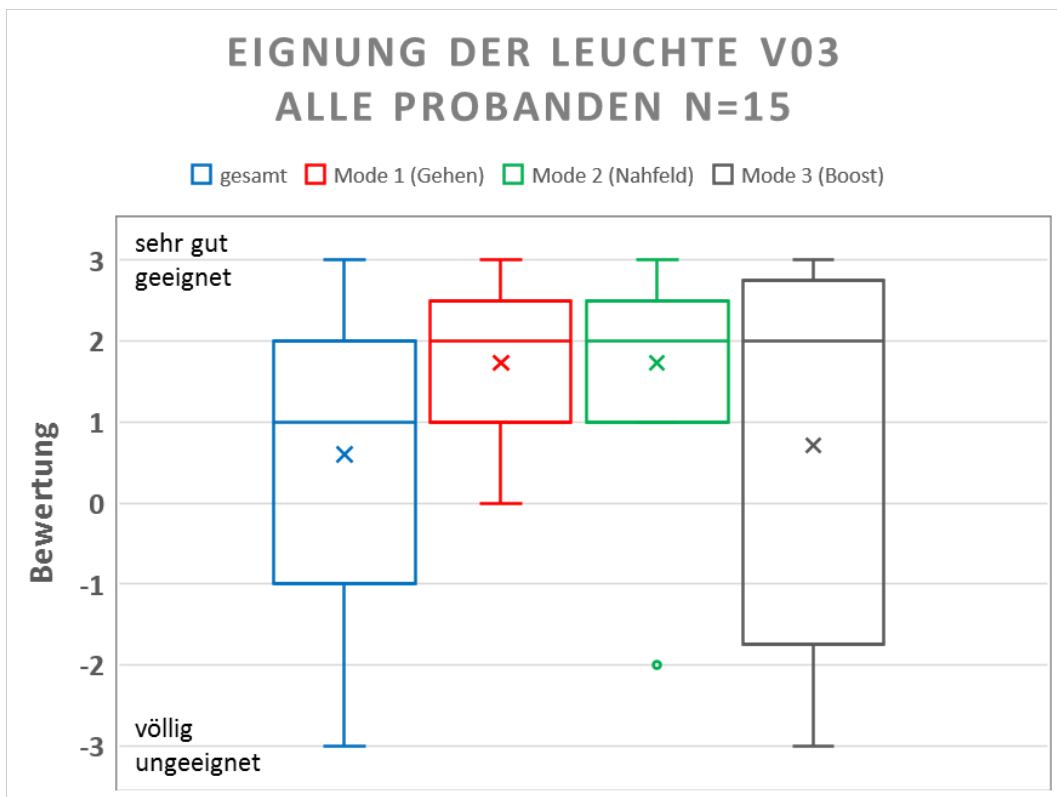 EIGNUNG DER LEUCHTE V03
ALLE PROBANDEN N=15
gesamt Mode 1 (Gehen) Mode 2 (Nahfeld) Mode 3 (Boost)
sehr gut
geeignet
3
2
1
0
-1
-2
-3
Bewertung
völlig
ungeeignet